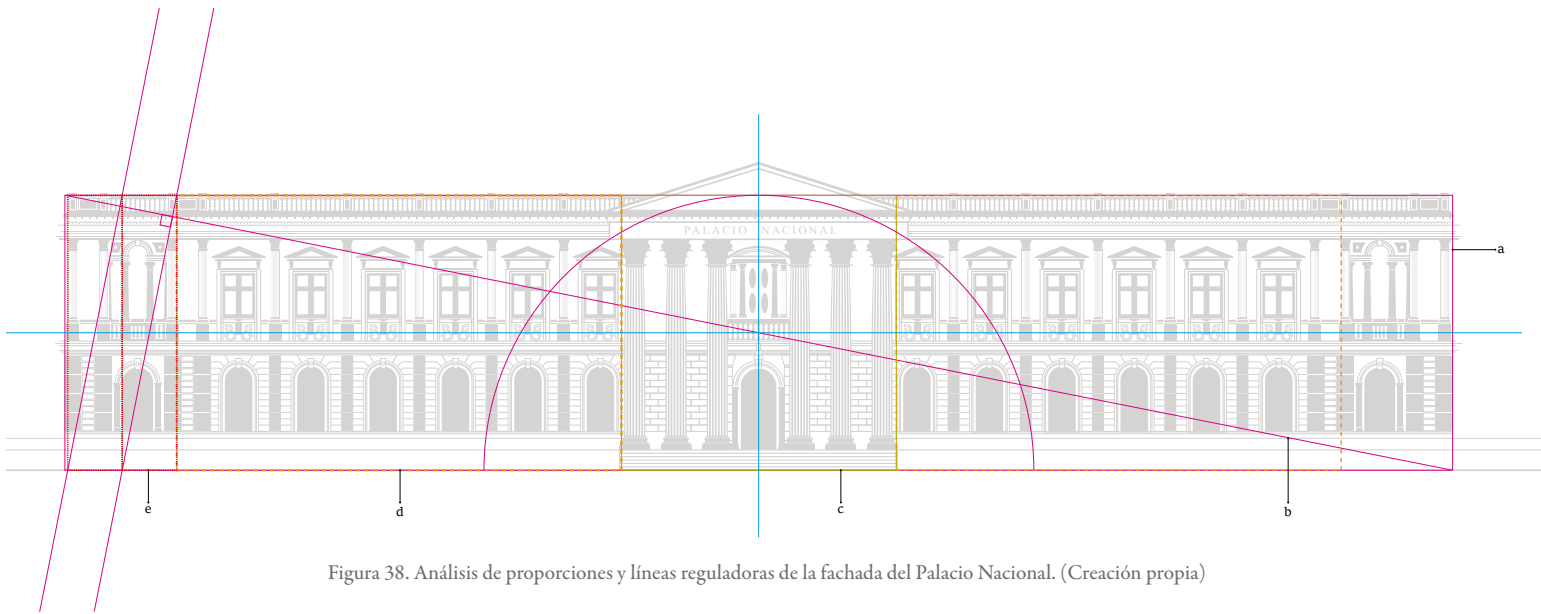 PALACIO NACIONAL
a
e
d
c
b
Figura 38. Análisis de proporciones y líneas reguladoras de la fachada del Palacio Nacional. (Creación propia)